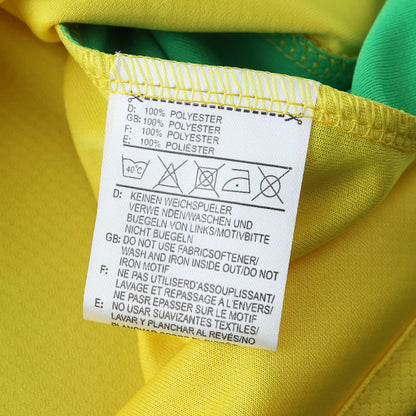 D: 100% POLYESTER
GB: 100% POLYESTER
F: 100% POLYESTER
E: 100% POLIÉSTER
40°C
D: KEINEN WEICHSPUELER
VERWE NDEN/WASCHEN UND
BUEGELN VON LINKS/MOTIV/BITTE
NICHT BUEGELN
GB: DO NOT USE FABRICSOFTENER/
WASH AND IRON INSIDE OUT/DO NOT
IRON MOTIF
F: NE PAS UTILISERD'ASSOUPLISSANT/
LAVAGE ET REPASSAGE A L'ENVERS/
NE PAR EPASSER SUR LE MOTIF
E: NO USAR SUAVIZANTES TEXTILES/
LAVAR Y PLANCHAR AL REVÉS/NO